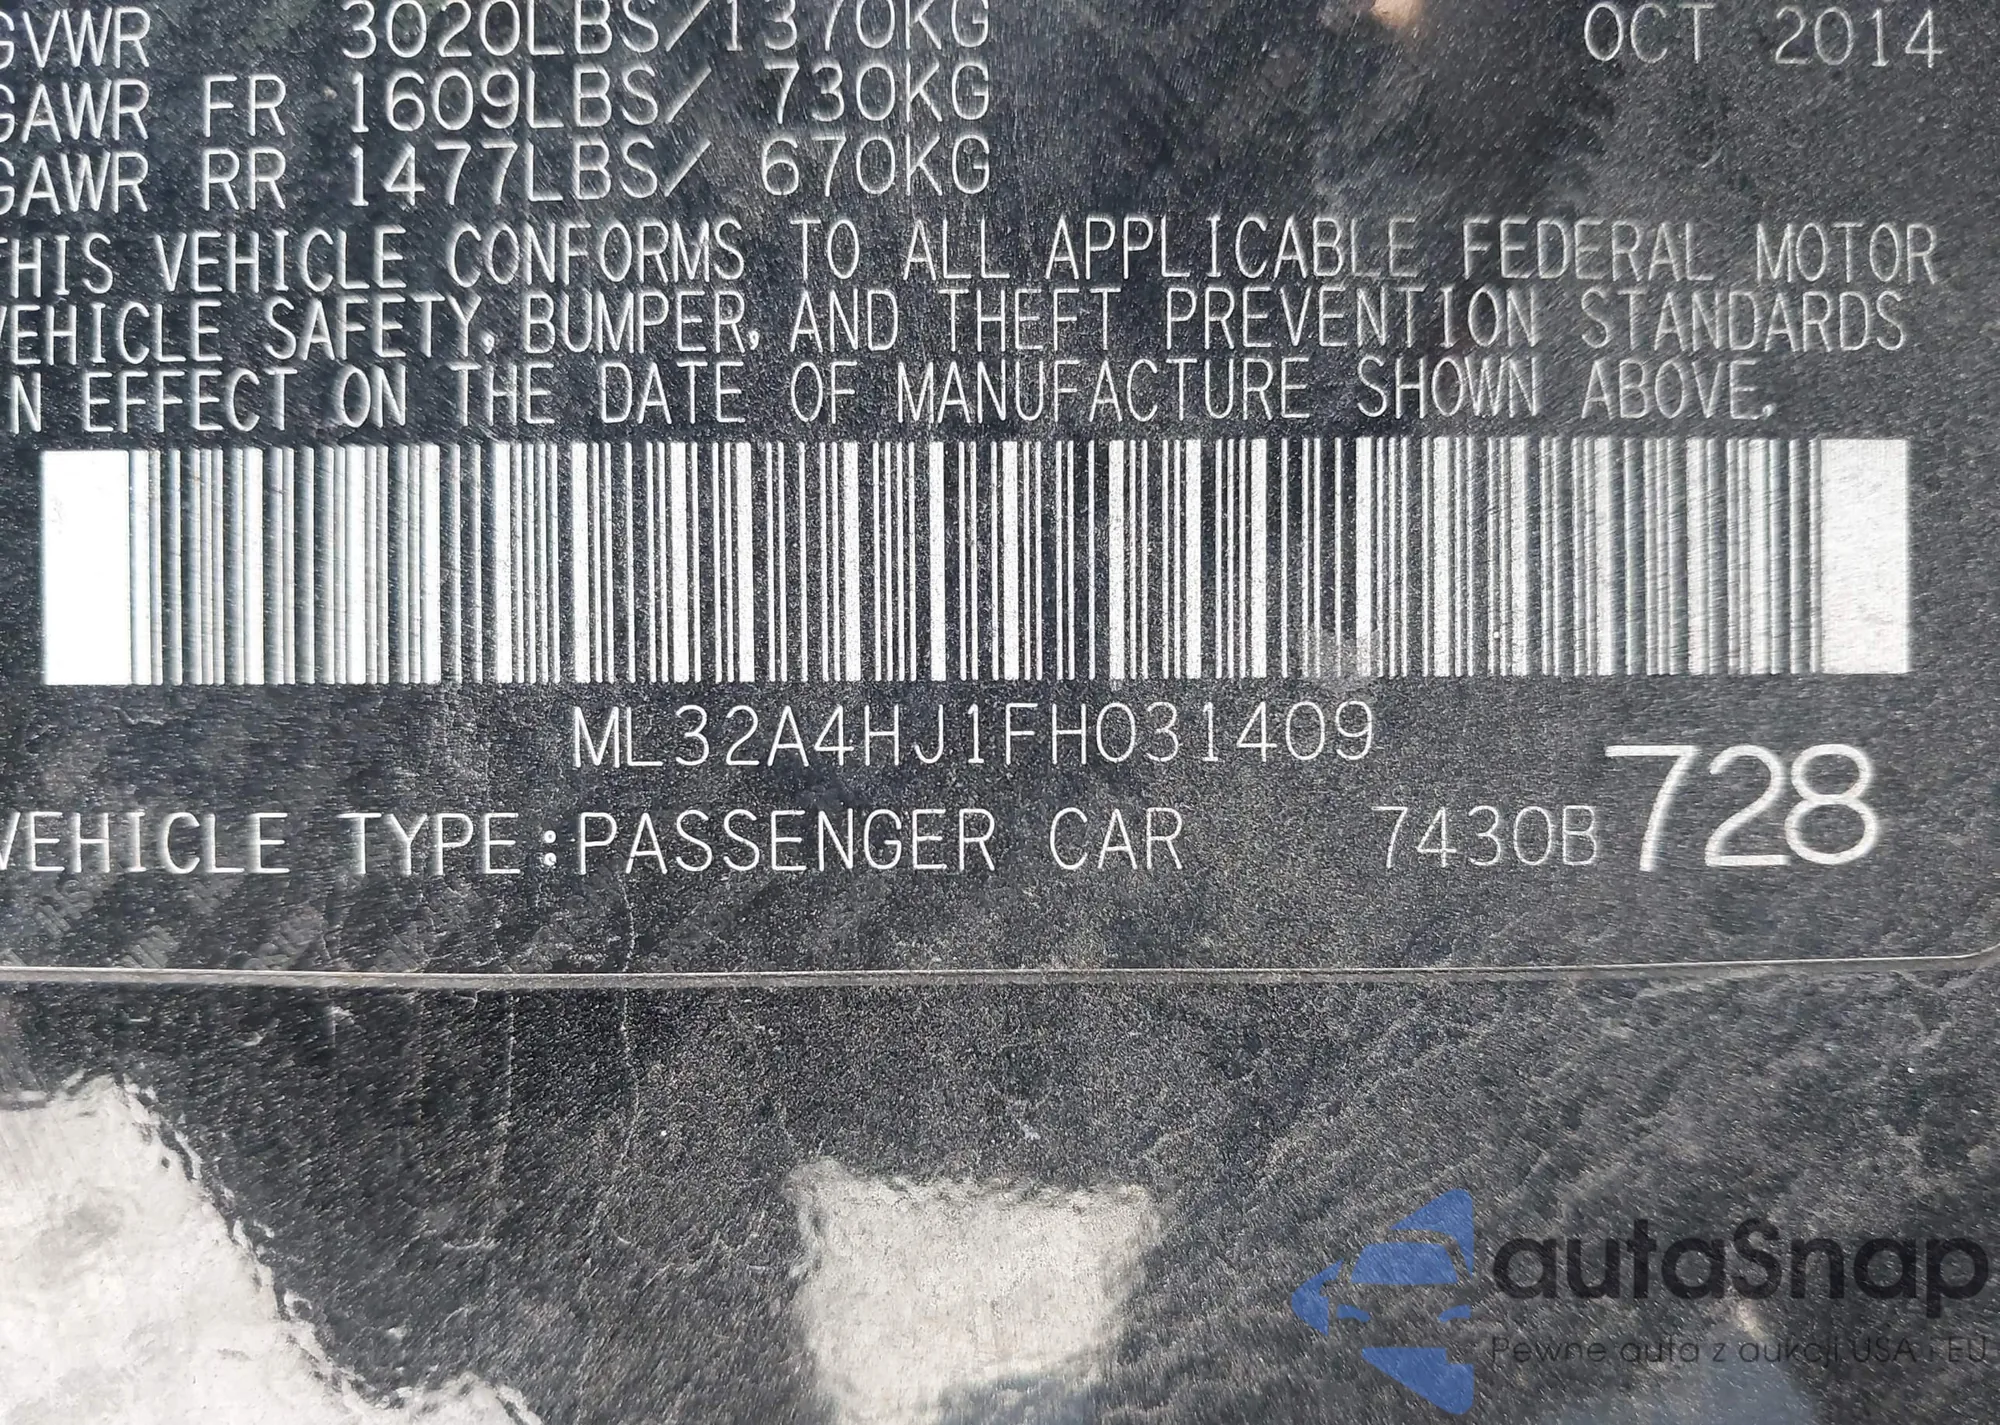 GVWR 3020LBS/1370KG OCT 2014
GAWR FR 1609LBS/ 730KG
GAWR RR 1477LBS/ 670KG
THIS VEHICLE CONFORMS TO ALL APPLICABLE FEDERAL MOTOR
VEHICLE SAFETY, BUMPER, AND THEFT PREVENTION STANDARDS
IN EFFECT ON THE DATE OF MANUFACTURE SHOWN ABOVE.
ML32A4HJ1FH031409
VEHICLE TYPE:PASSENGER CAR 7430B 728
autaSnap
Pewne auta z aukcji USA i EU